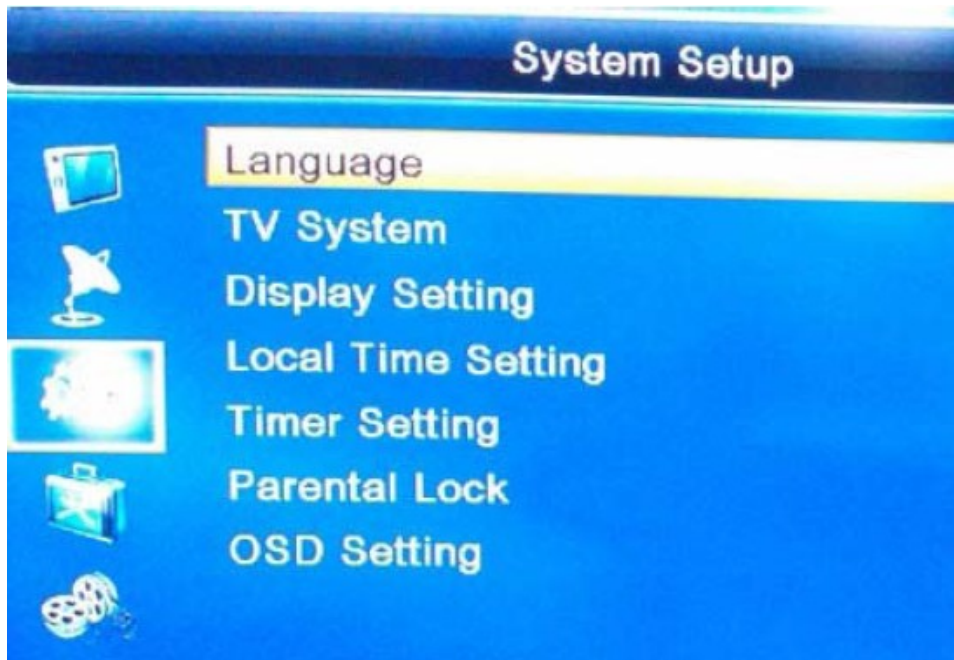 System Setup
Language
TV System
Display Setting
Local Time Setting
Timer Setting
Parental Lock
OSD Setting